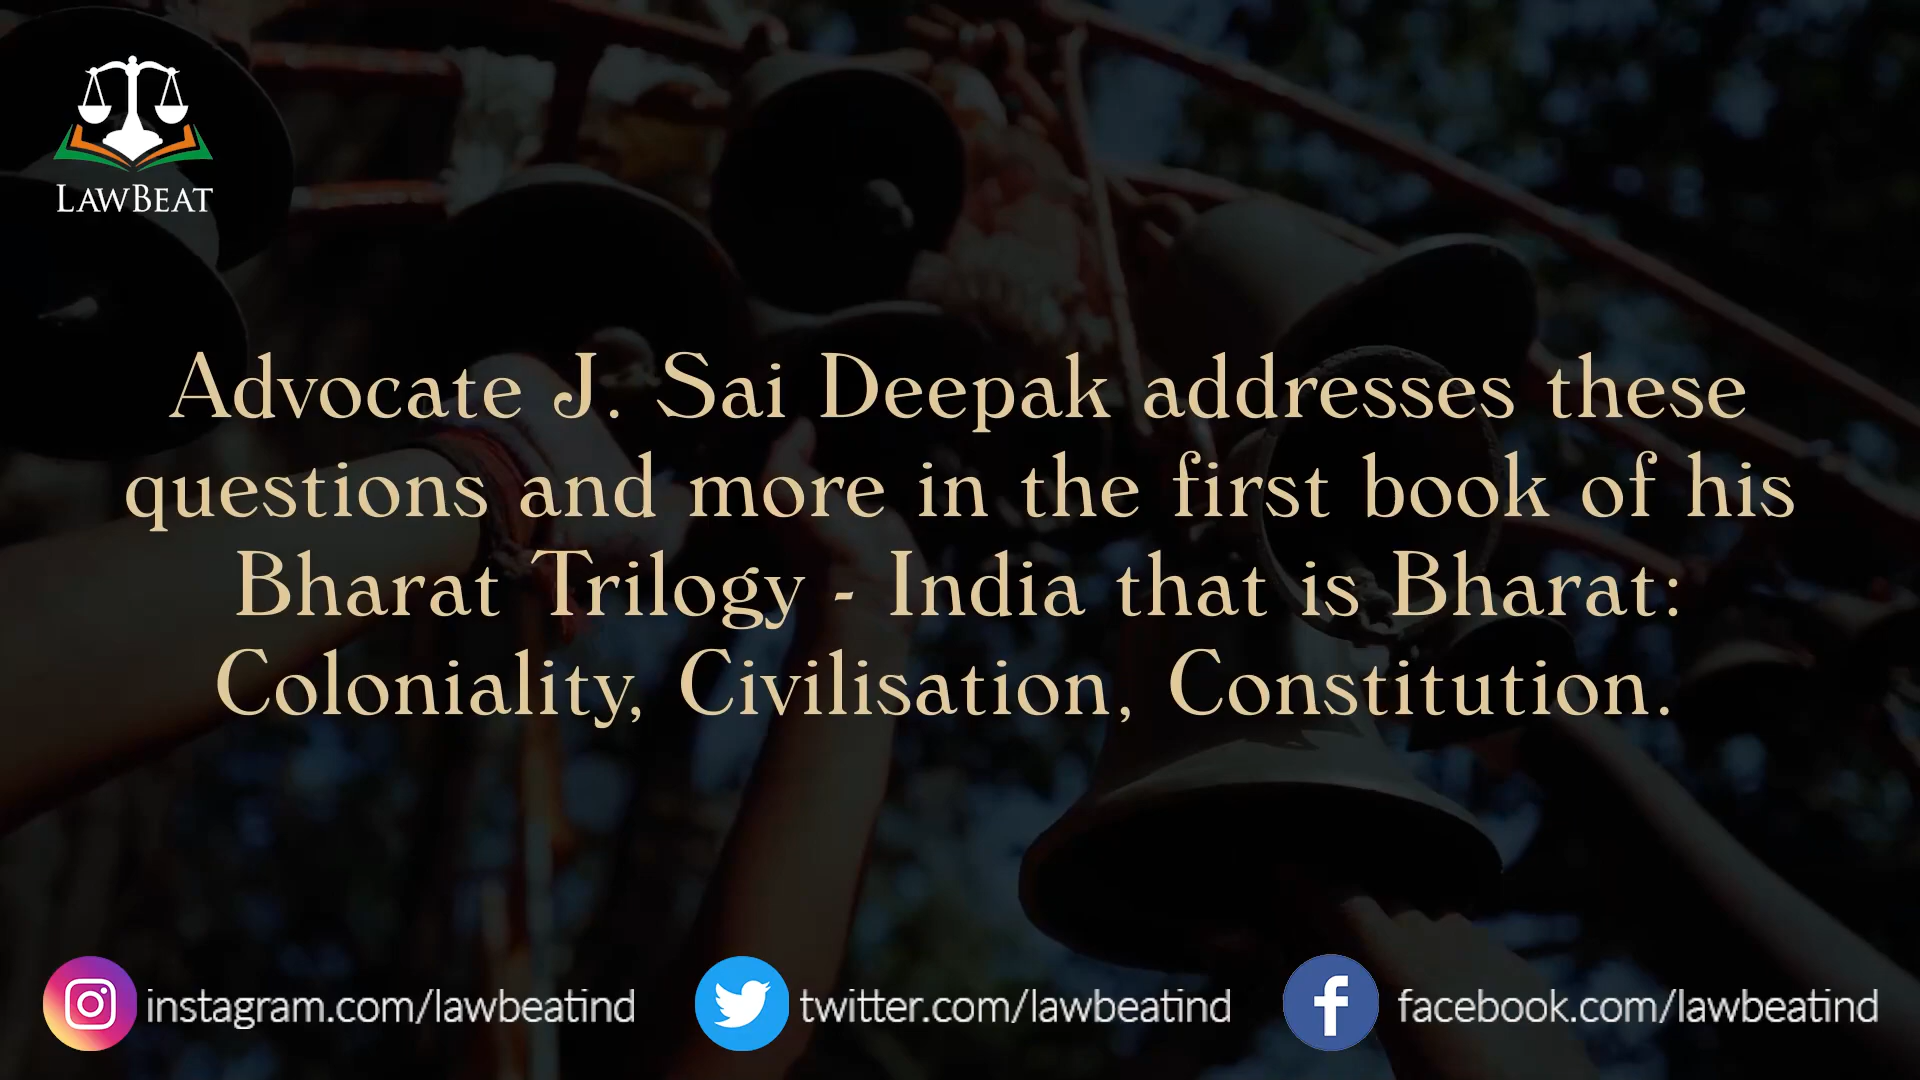 LAWBEAT
Advocate J. Sai Deepak addresses these
questions and more in the first book of his
Bharat Trilogy - India that is Bharat:
Coloniality, Civilisation, Constitution.
instagram.com/lawbeatind
twitter.com/lawbeatind
facebook.com/lawbeatind